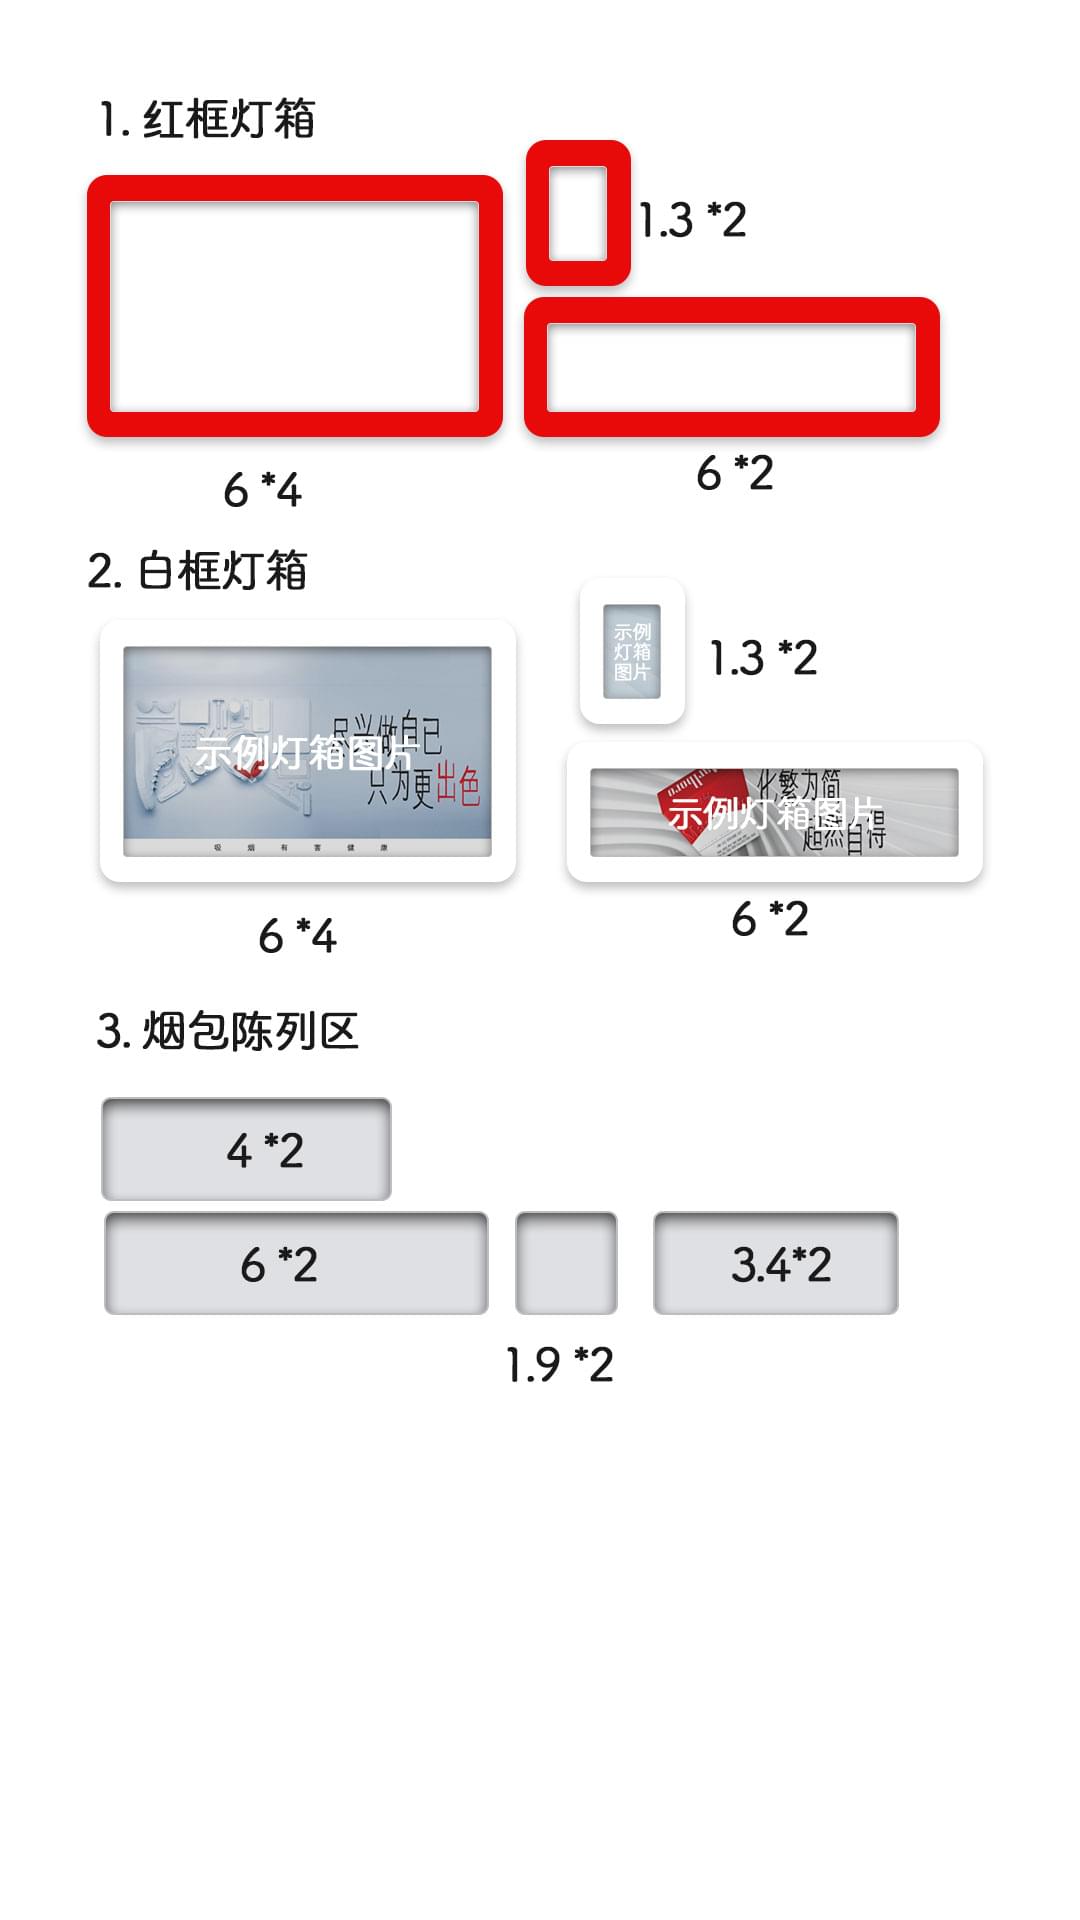 1. 红框灯箱
1.3 *2
6 *4
6 *2
2. 白框灯箱
示例
灯箱
图片
1.3 *2
尽兴做自己
示例灯箱图片
只为更出色
吸烟有害健康
Marlboro
化繁为简
示例灯箱图片
超然自得
6 *4
6 *2
3. 烟包陈列区
4 *2
6 *2
3.4*2
1.9 *2